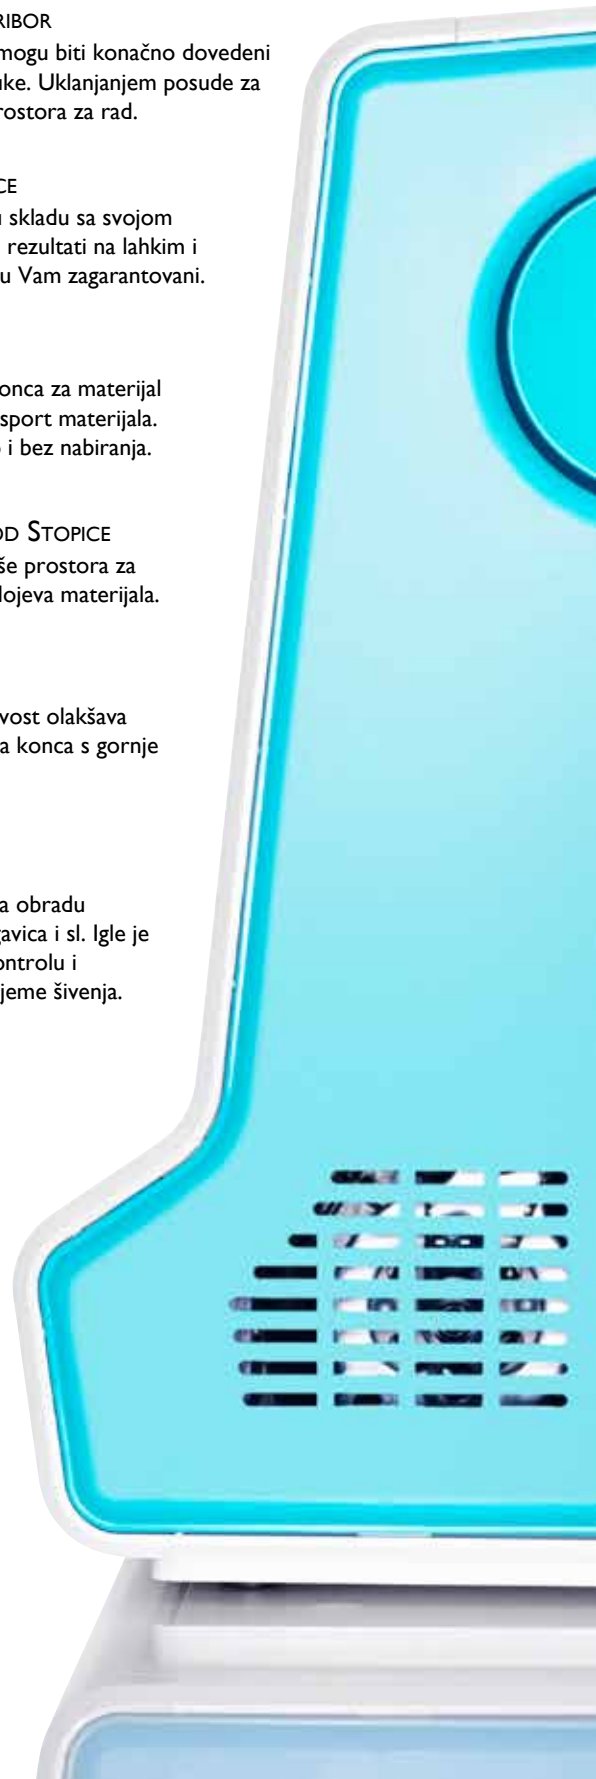 RIBOR
mogu biti konačno dovedeni
uke. Uklanjanjem posude za
rostora za rad.
CE
u skladu sa svojom
rezultati na lahkim i
u Vam zagarantovani.
onca za materijal
sport materijala.
i bez nabiranja.
OD STOPICE
še prostora za
lojeva materijala.
vost olakšava
a konca s gornje
a obradu
avica i sl. Igle je
ontrolu i
jeme šivenja.